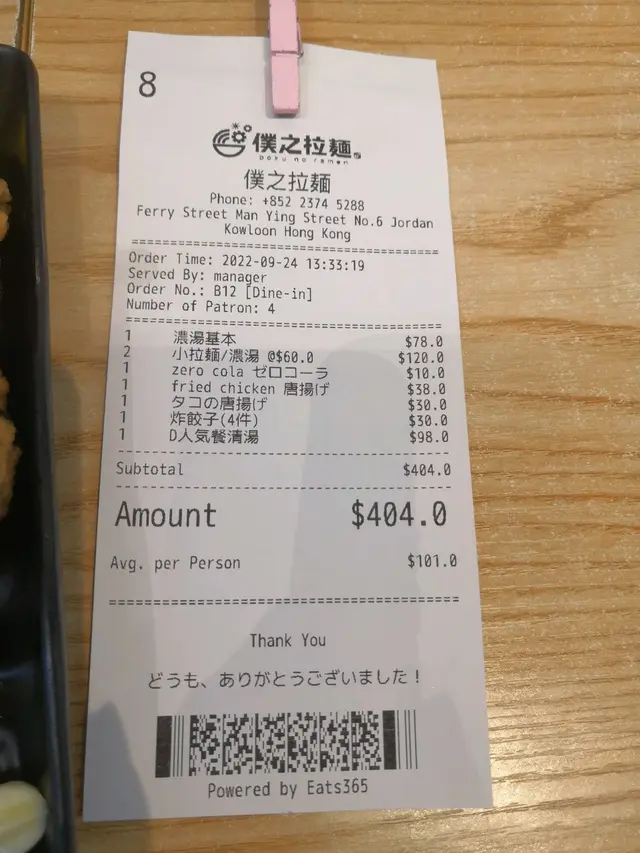 8
僕之拉麺
boku no ramen
僕之拉麺
Phone: +852 2374 5288
Ferry Street Man Ying Street No.6 Jordan
Kowloon Hong Kong
Order Time: 2022-09-24 13:33:19
Served By: manager
Order No.: B12 [Dine-in]
Number of Patron: 4
1 濃湯基本 $78.0
2 小拉麺/濃湯 @$60.0 $120.0
1 zero cola ゼロコーラ $10.0
1 fried chicken 唐揚げ $38.0
1 タコの唐揚げ $30.0
1 炸餃子(4件) $30.0
1 D人気餐清湯 $98.0
Subtotal $404.0
Amount $404.0
Avg. per Person $101.0
Thank You
どうも、ありがとうございました!
Powered by Eats365